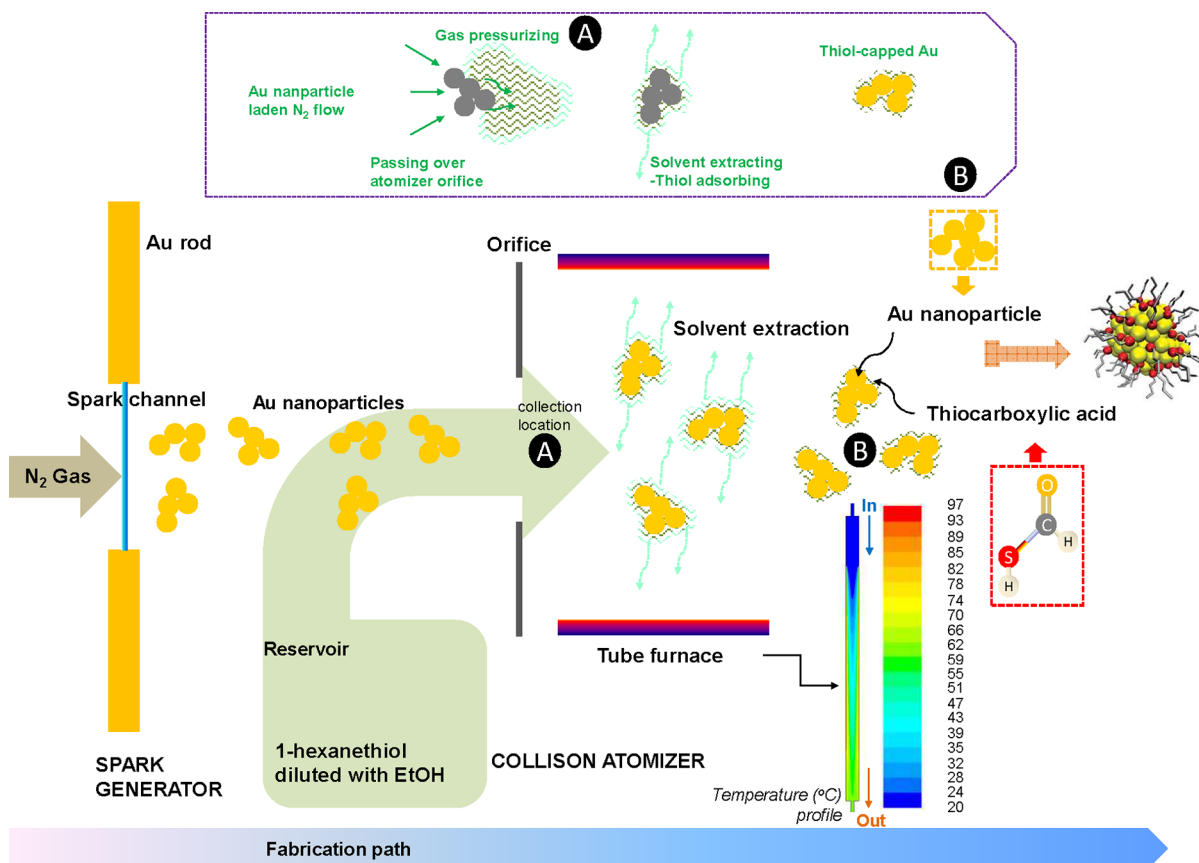 A
Gas pressurizing
Au nanparticle
laden N₂ flow
Passing over
atomizer orifice
Solvent extracting
-Thiol adsorbing
Thiol-capped Au
B
Au rod
Orifice
Spark channel
Au nanoparticles
N₂ Gas
collection
location
A
Solvent extraction
Au nanoparticle
Thiocarboxylic acid
B
O
C
H
S
H
In
97
93
89
85
82
78
74
70
66
62
59
55
51
47
43
39
35
32
28
24
20
Reservoir
Tube furnace
1-hexanethiol
diluted with EtOH
COLLISON ATOMIZER
SPARK
GENERATOR
Temperature (ºC)
profile
Out
Fabrication path